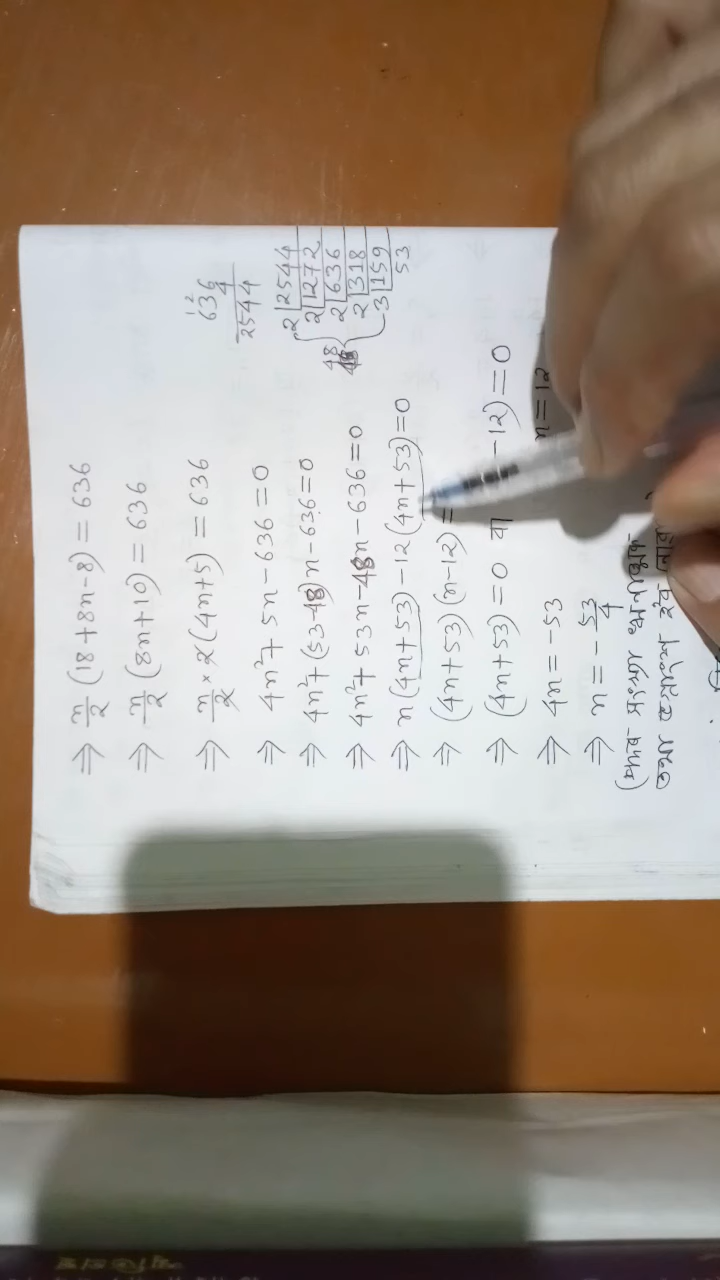 ⇒ n/2 (18+8n-8) = 636
⇒ n/2 (8n+10) = 636
⇒ n/2 × 2 (4n+5) = 636
⇒ 4n²+ 5n - 636 = 0
⇒ 4n²+ (53-48)n - 636 = 0
⇒ 4n²+ 53n - 48n - 636 = 0
⇒ n(4n+53) - 12(4n+53) = 0
⇒ (4n+53)(n-12) =
⇒ (4n+53) = 0 वा -12) = 0
⇒ 4n = -53 n = 12
⇒ n = - 53/4
12
636
4
2544
2 2544
2 1272
2 636
2 318
3 159
53
48